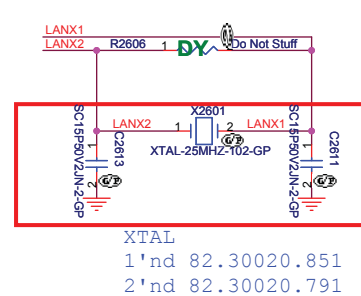 LANX1
LANX2 R2606 1 DY Do Not Stuff
SC15P50V2JN-2-GP
C2613
1
2
LANX2 1 X2601 2 LANX1
XTAL-25MHZ-102-GP
SC15P50V2JN-2-GP
C2611
1
2
XTAL
1'nd 82.30020.851
2'nd 82.30020.791